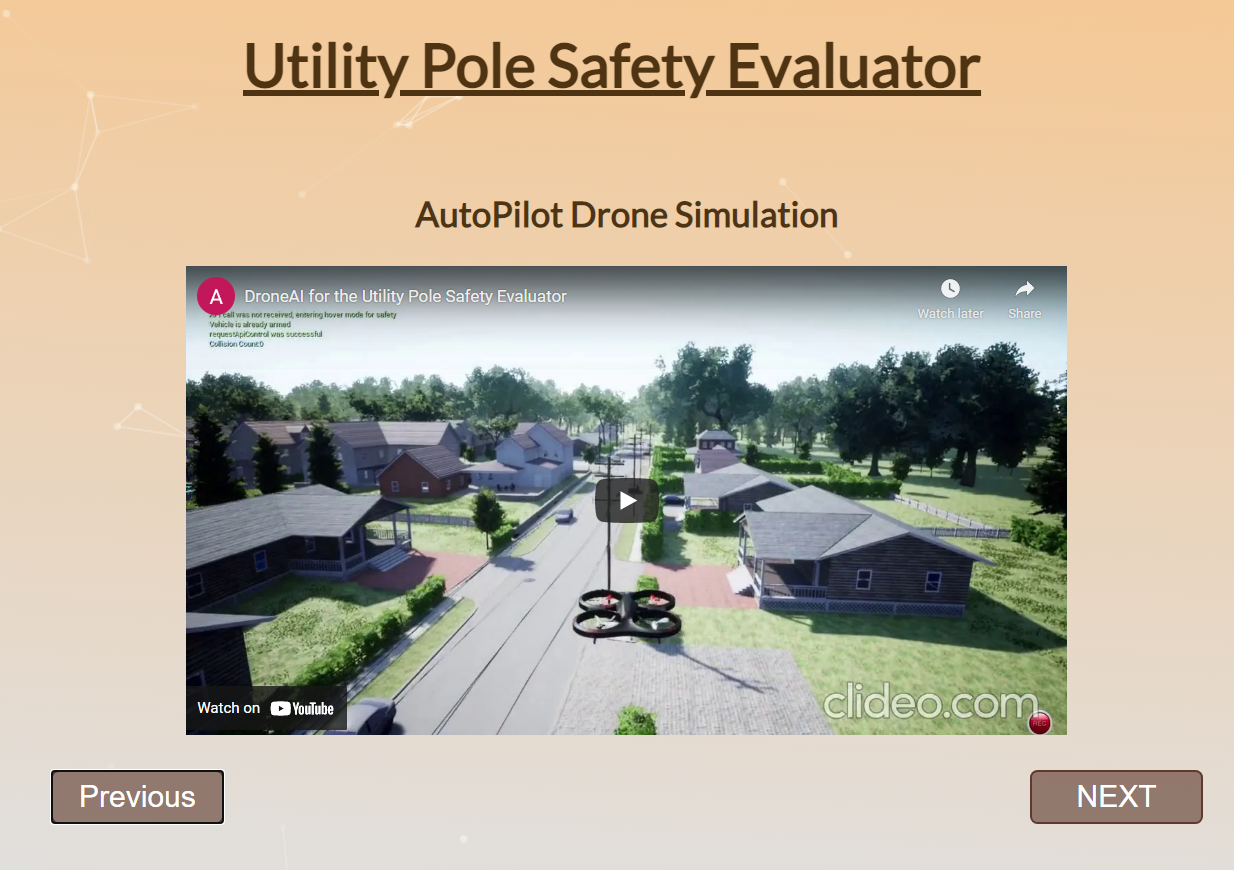 Utility Pole Safety Evaluator
AutoPilot Drone Simulation
A
DroneAI for the Utility Pole Safety Evaluator
Watch later
Share
call was not received, entering hover mode for safety
Vehicle is already armed
requestApiControl was successful
Collision Count:0
Watch on YouTube
clideo.com
REC
Previous
NEXT